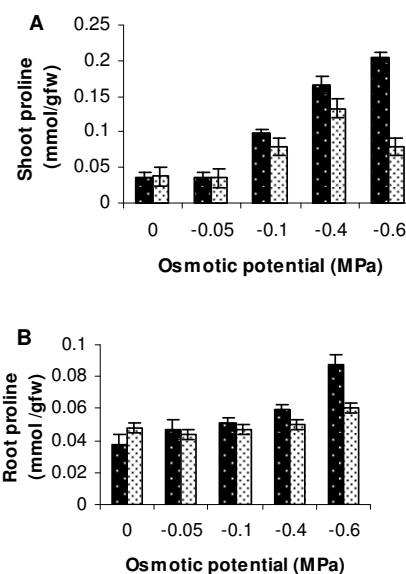 A
Shoot proline
(mmol/gfw)
0.25
0.2
0.15
0.1
0.05
0
0 -0.05 -0.1 -0.4 -0.6
Osmotic potential (MPa)
B
Root proline
(mmol /gfw)
0.1
0.08
0.06
0.04
0.02
0
0 -0.05 -0.1 -0.4 -0.6
Osmotic potential (MPa)